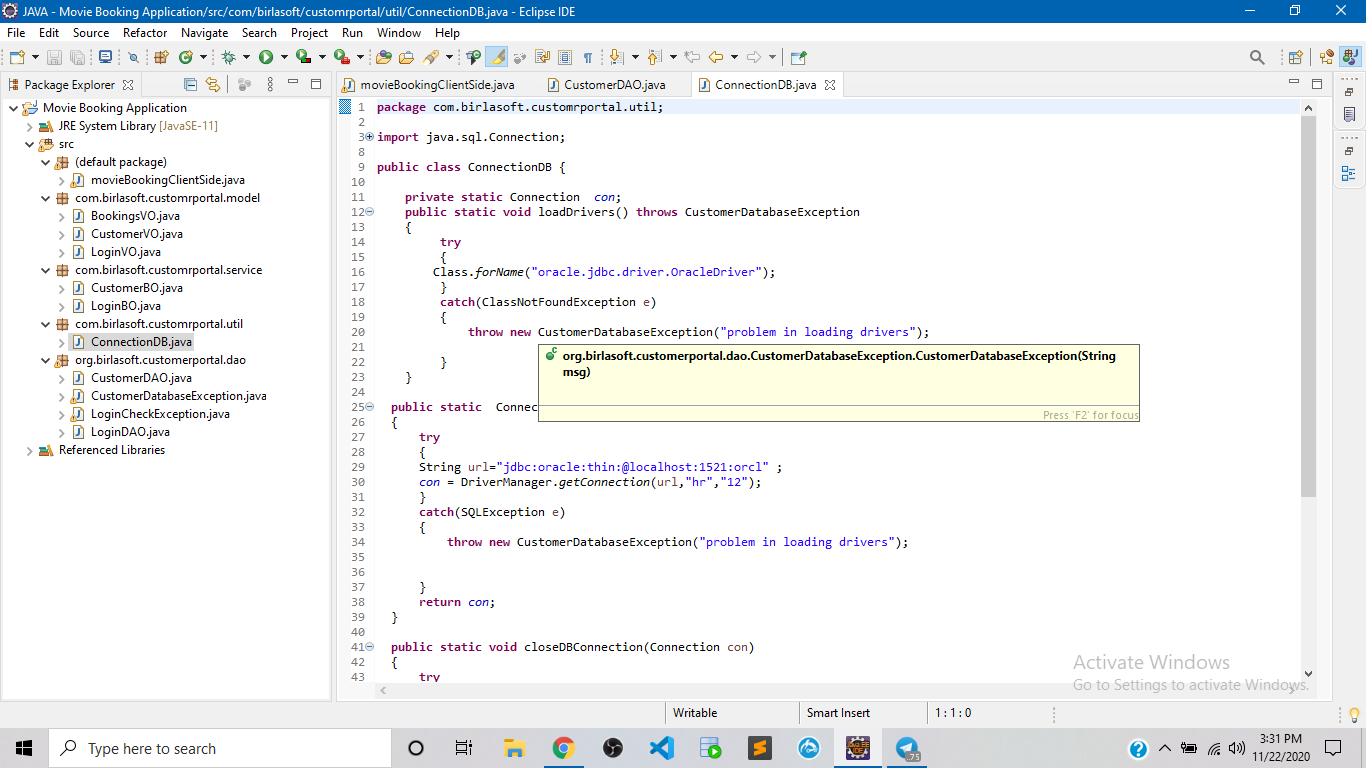 JAVA - Movie Booking Application/src/com/birlasoft/customrportal/util/ConnectionDB.java - Eclipse IDE
File Edit Source Refactor Navigate Search Project Run Window Help
Package Explorer
movieBookingClientSide.java CustomerDAO.java ConnectionDB.java
Movie Booking Application
JRE System Library [JavaSE-11]
src
(default package)
movieBookingClientSide.java
com.birlasoft.customrportal.model
BookingsVO.java
CustomerVO.java
LoginVO.java
com.birlasoft.customrportal.service
CustomerBO.java
LoginBO.java
com.birlasoft.customrportal.util
ConnectionDB.java
org.birlasoft.customerportal.dao
CustomerDAO.java
CustomerDatabaseException.java
LoginCheckException.java
LoginDAO.java
Referenced Libraries
1 package com.birlasoft.customrportal.util;
2
3 import java.sql.Connection;
8
9 public class ConnectionDB {
10
11 private static Connection con;
12 public static void loadDrivers() throws CustomerDatabaseException
13 {
14 try
15 {
16 Class.forName("oracle.jdbc.driver.OracleDriver");
17 }
18 catch(ClassNotFoundException e)
19 {
20 throw new CustomerDatabaseException("problem in loading drivers");
21
22 }
23 }
24
org.birlasoft.customerportal.dao.CustomerDatabaseException.CustomerDatabaseException(String
msg)
Press 'F2' for focus
25 public static Connec
26 {
27 try
28 {
29 String url="jdbc:oracle:thin:@localhost:1521:orcl" ;
30 con = DriverManager.getConnection(url,"hr","12");
31 }
32 catch(SQLException e)
33 {
34 throw new CustomerDatabaseException("problem in loading drivers");
35
36
37 }
38 return con;
39 }
40
41 public static void closeDBConnection(Connection con)
42 {
43 try
Activate Windows
Go to Settings to activate Windows.
Writable Smart Insert 1 : 1 : 0
Type here to search
75
3:31 PM
11/22/2020